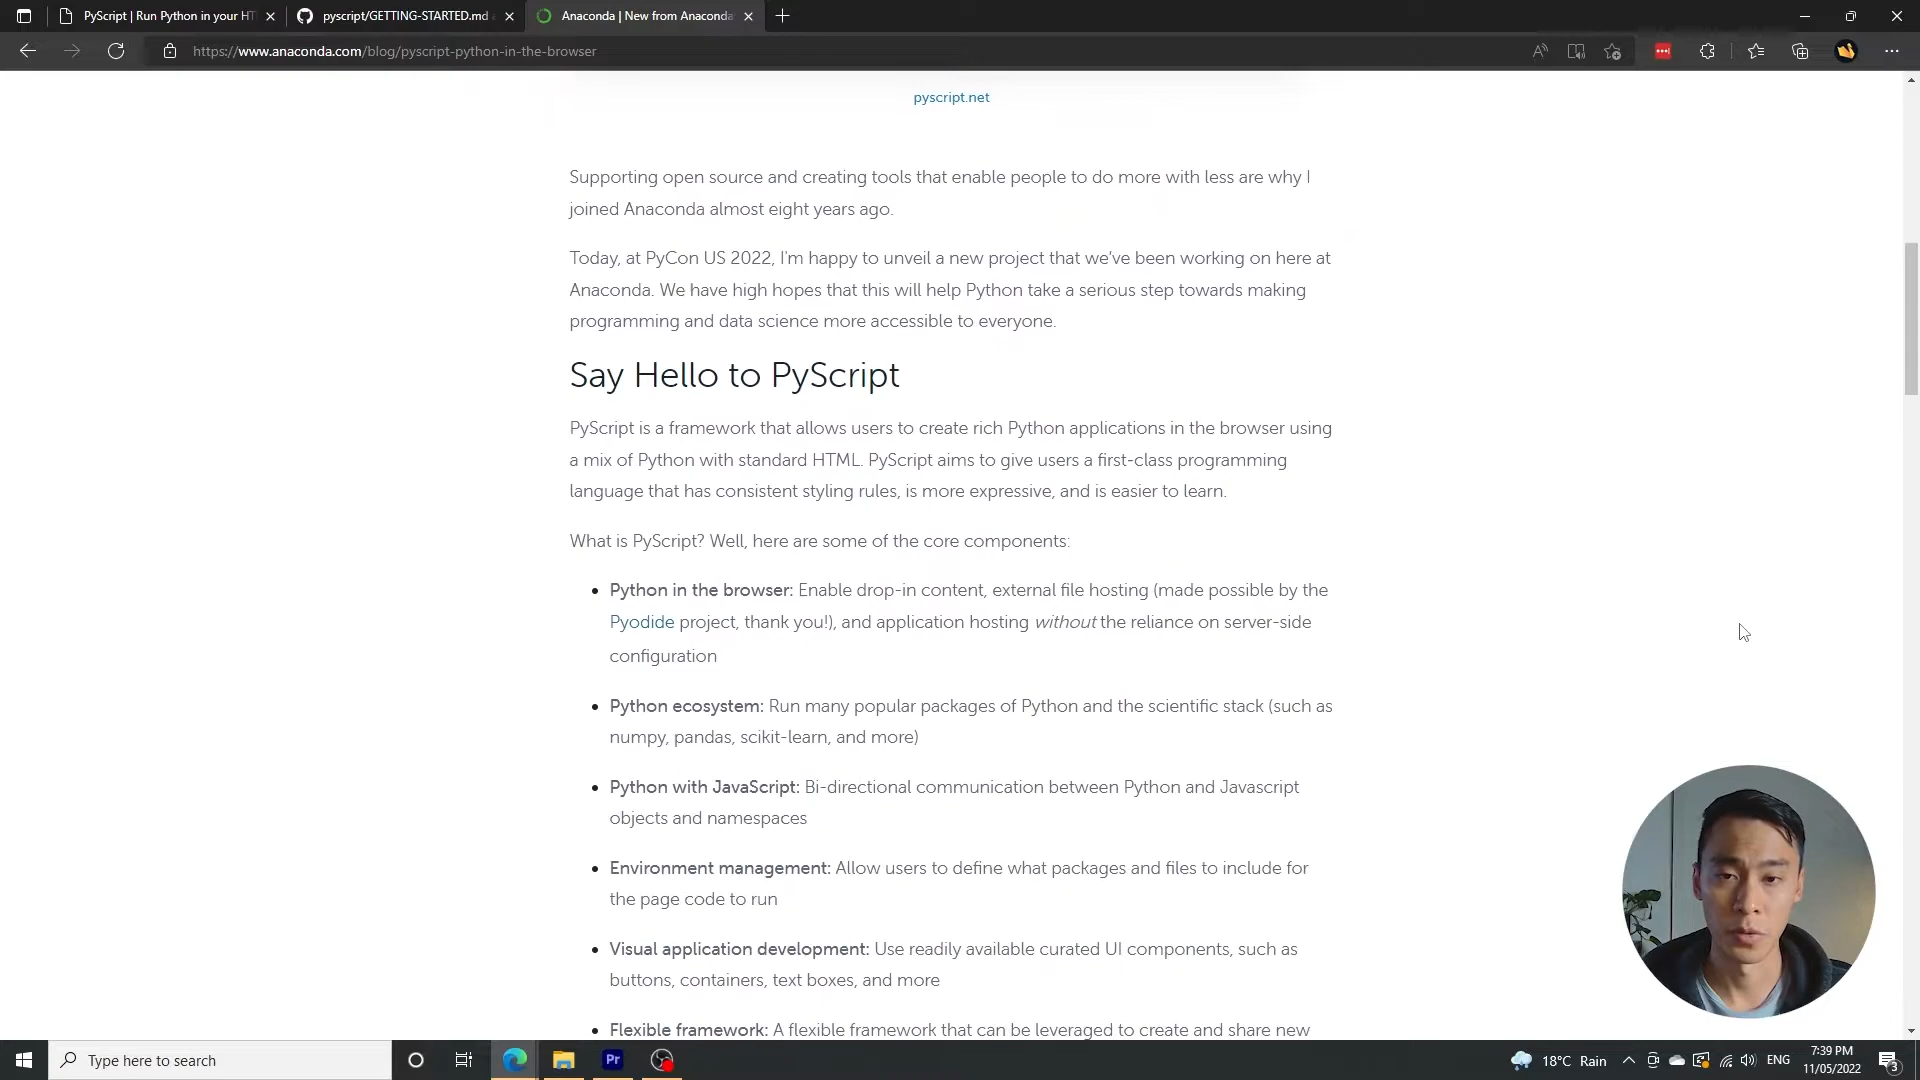 PyScript | Run Python in your HT
pyscript/GETTING-STARTED.md
Anaconda | New from Anaconda
https://www.anaconda.com/blog/pyscript-python-in-the-browser
pyscript.net
Supporting open source and creating tools that enable people to do more with less are why I
joined Anaconda almost eight years ago.
Today, at PyCon US 2022, I'm happy to unveil a new project that we've been working on here at
Anaconda. We have high hopes that this will help Python take a serious step towards making
programming and data science more accessible to everyone.
Say Hello to PyScript
PyScript is a framework that allows users to create rich Python applications in the browser using
a mix of Python with standard HTML. PyScript aims to give users a first-class programming
language that has consistent styling rules, is more expressive, and is easier to learn.
What is PyScript? Well, here are some of the core components:
• Python in the browser: Enable drop-in content, external file hosting (made possible by the
Pyodide project, thank you!), and application hosting without the reliance on server-side
configuration
• Python ecosystem: Run many popular packages of Python and the scientific stack (such as
numpy, pandas, scikit-learn, and more)
• Python with JavaScript: Bi-directional communication between Python and Javascript
objects and namespaces
• Environment management: Allow users to define what packages and files to include for
the page code to run
• Visual application development: Use readily available curated UI components, such as
buttons, containers, text boxes, and more
• Flexible framework: A flexible framework that can be leveraged to create and share new
Type here to search
Pr
18°C Rain
ENG
7:39 PM
11/05/2022
3